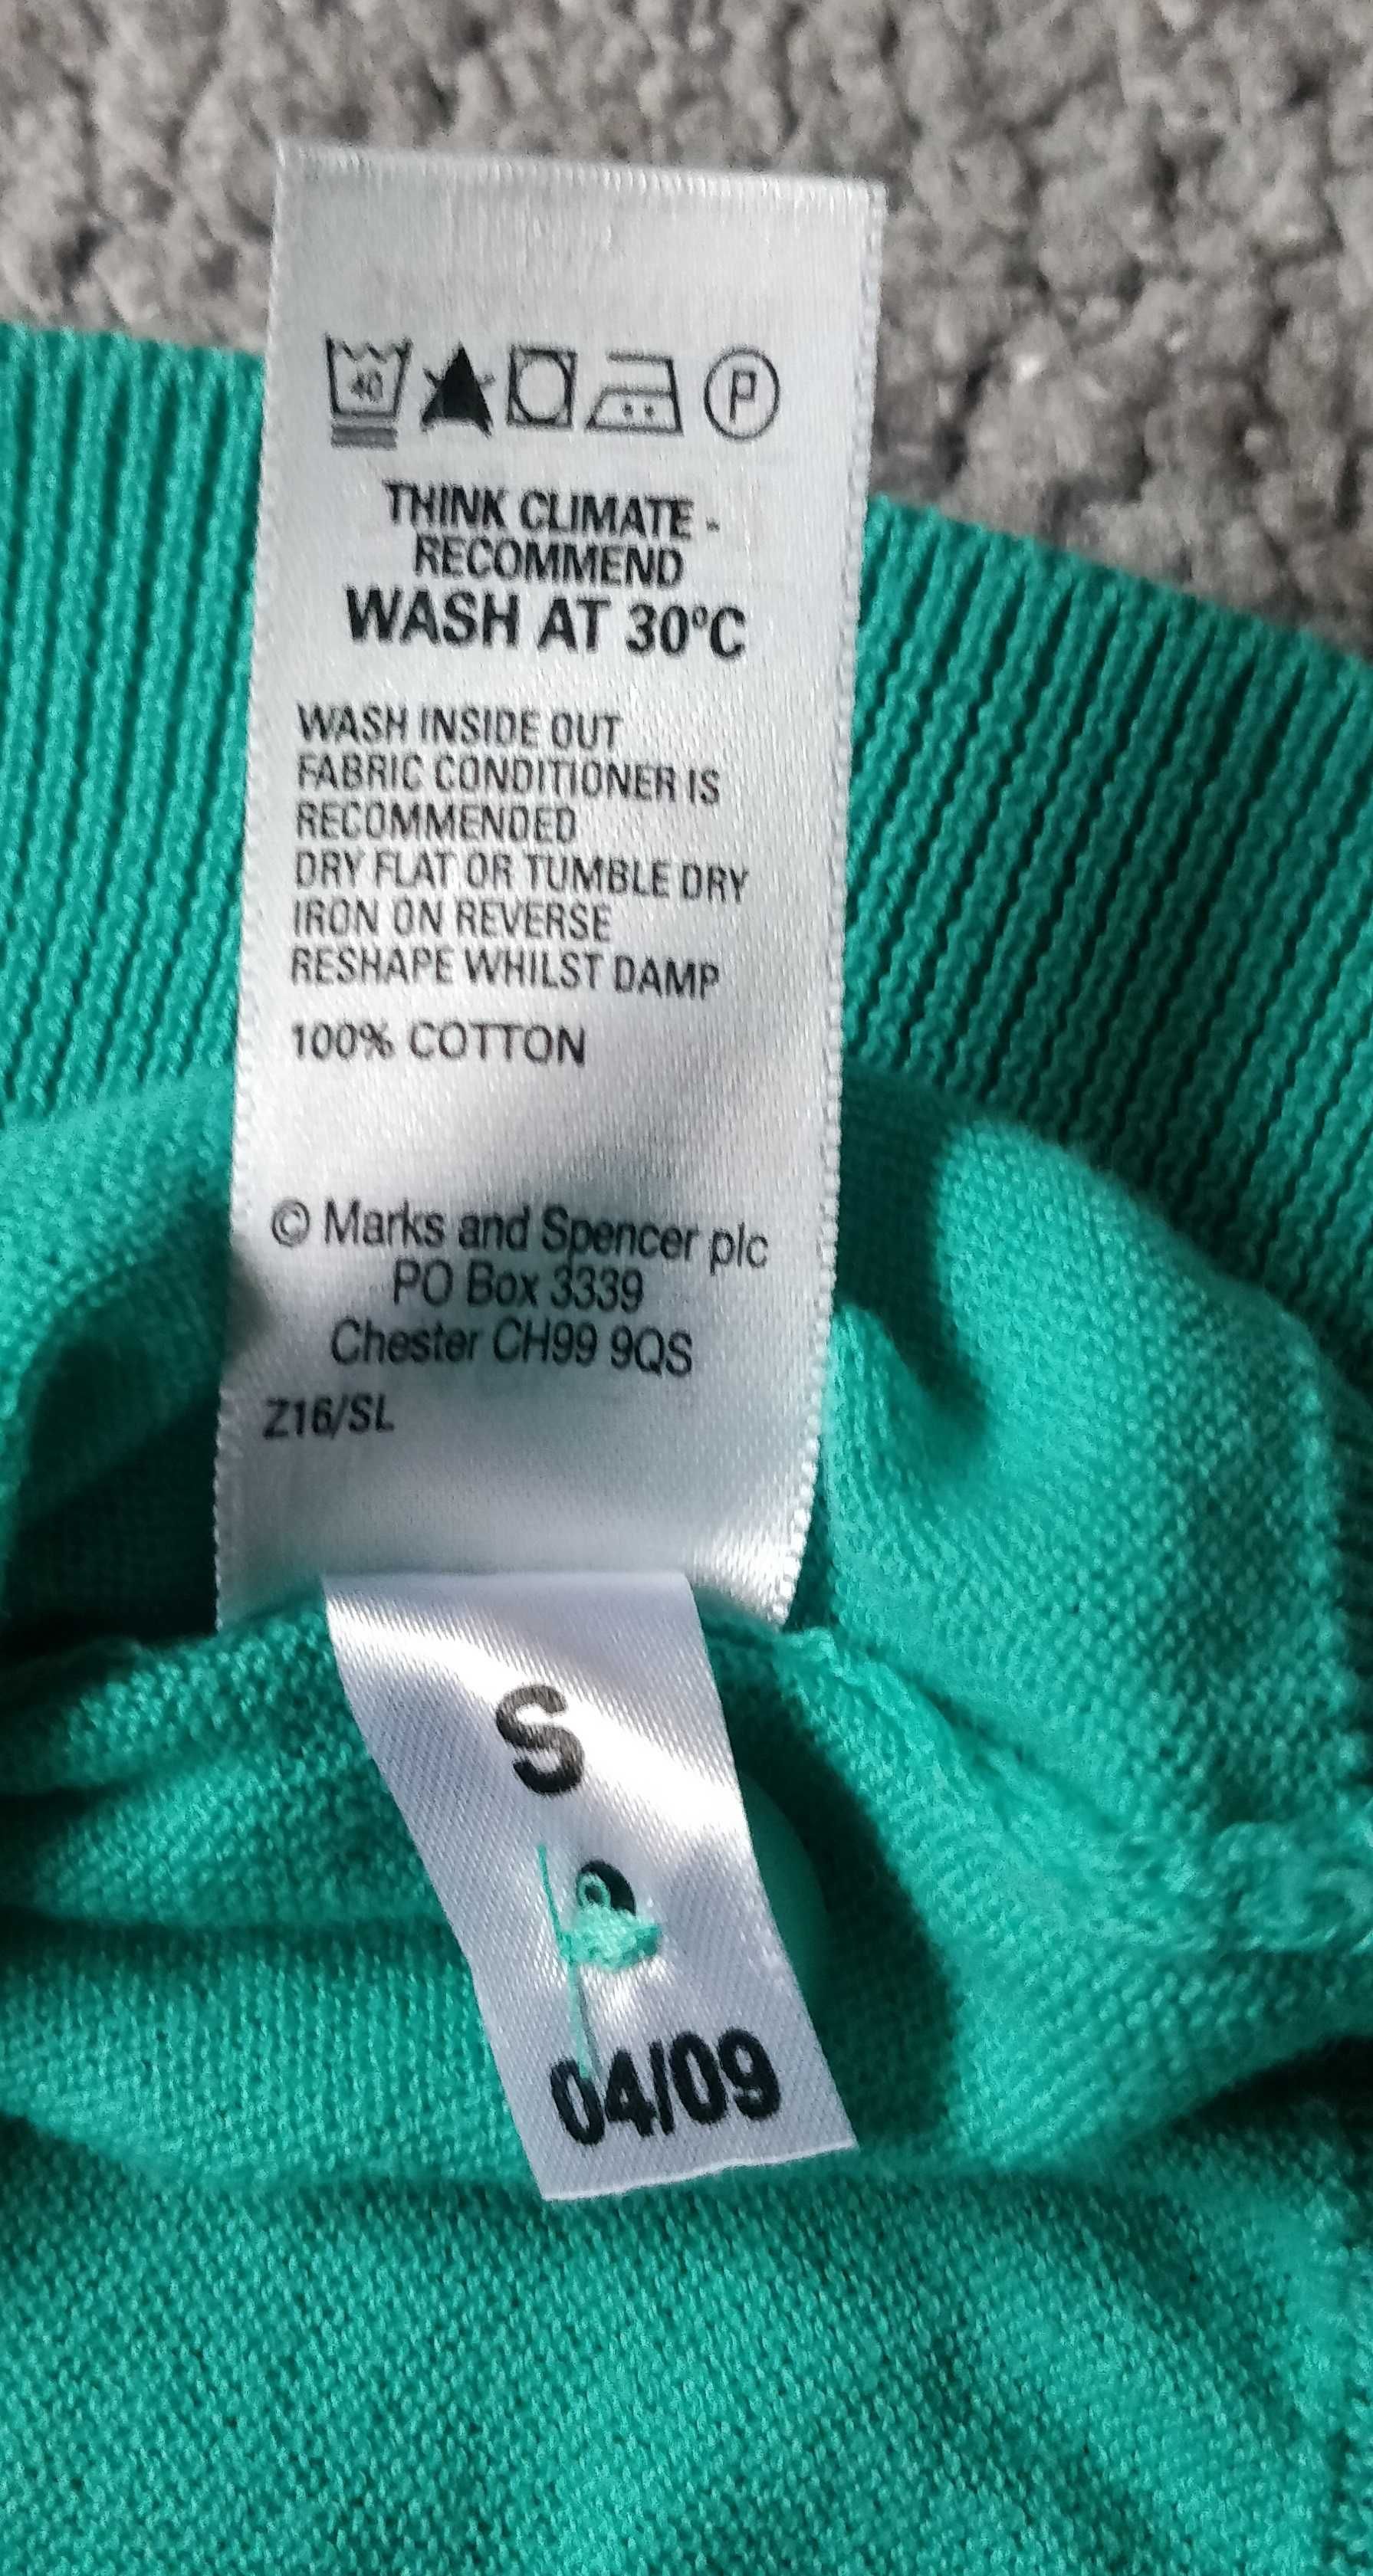 40
P
THINK CLIMATE -
RECOMMEND
WASH AT 30ºC
WASH INSIDE OUT
FABRIC CONDITIONER IS
RECOMMENDED
DRY FLAT OR TUMBLE DRY
IRON ON REVERSE
RESHAPE WHILST DAMP
100% COTTON
© Marks and Spencer plc
PO Box 3339
Chester CH99 9QS
Z16/SL
S
04/09